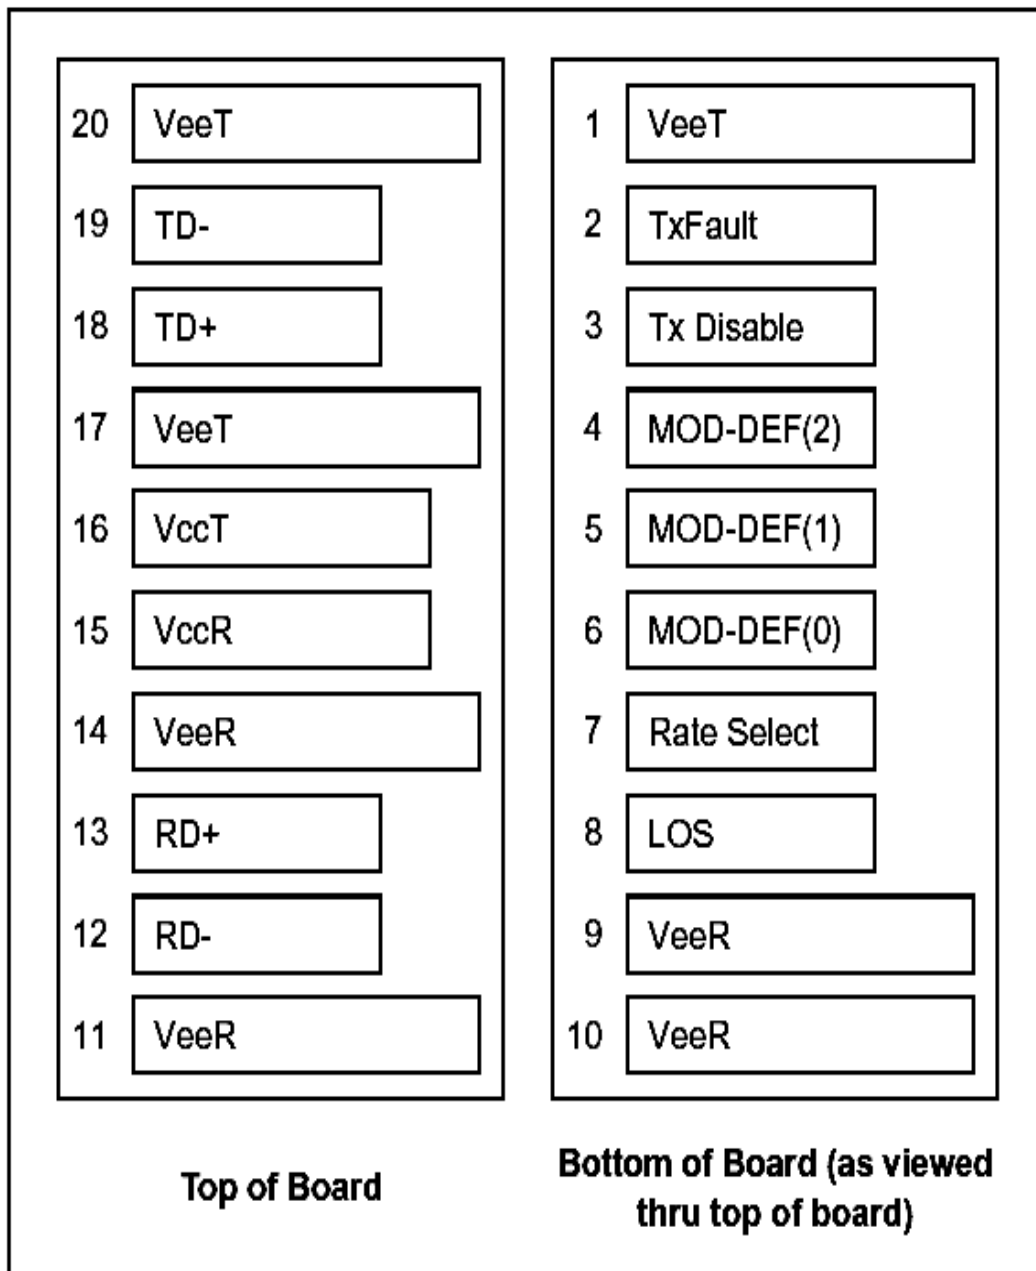 20 VeeT
19 TD-
18 TD+
17 VeeT
16 VccT
15 VccR
14 VeeR
13 RD+
12 RD-
11 VeeR
Top of Board
1 VeeT
2 TxFault
3 Tx Disable
4 MOD-DEF(2)
5 MOD-DEF(1)
6 MOD-DEF(0)
7 Rate Select
8 LOS
9 VeeR
10 VeeR
Bottom of Board (as viewed
thru top of board)